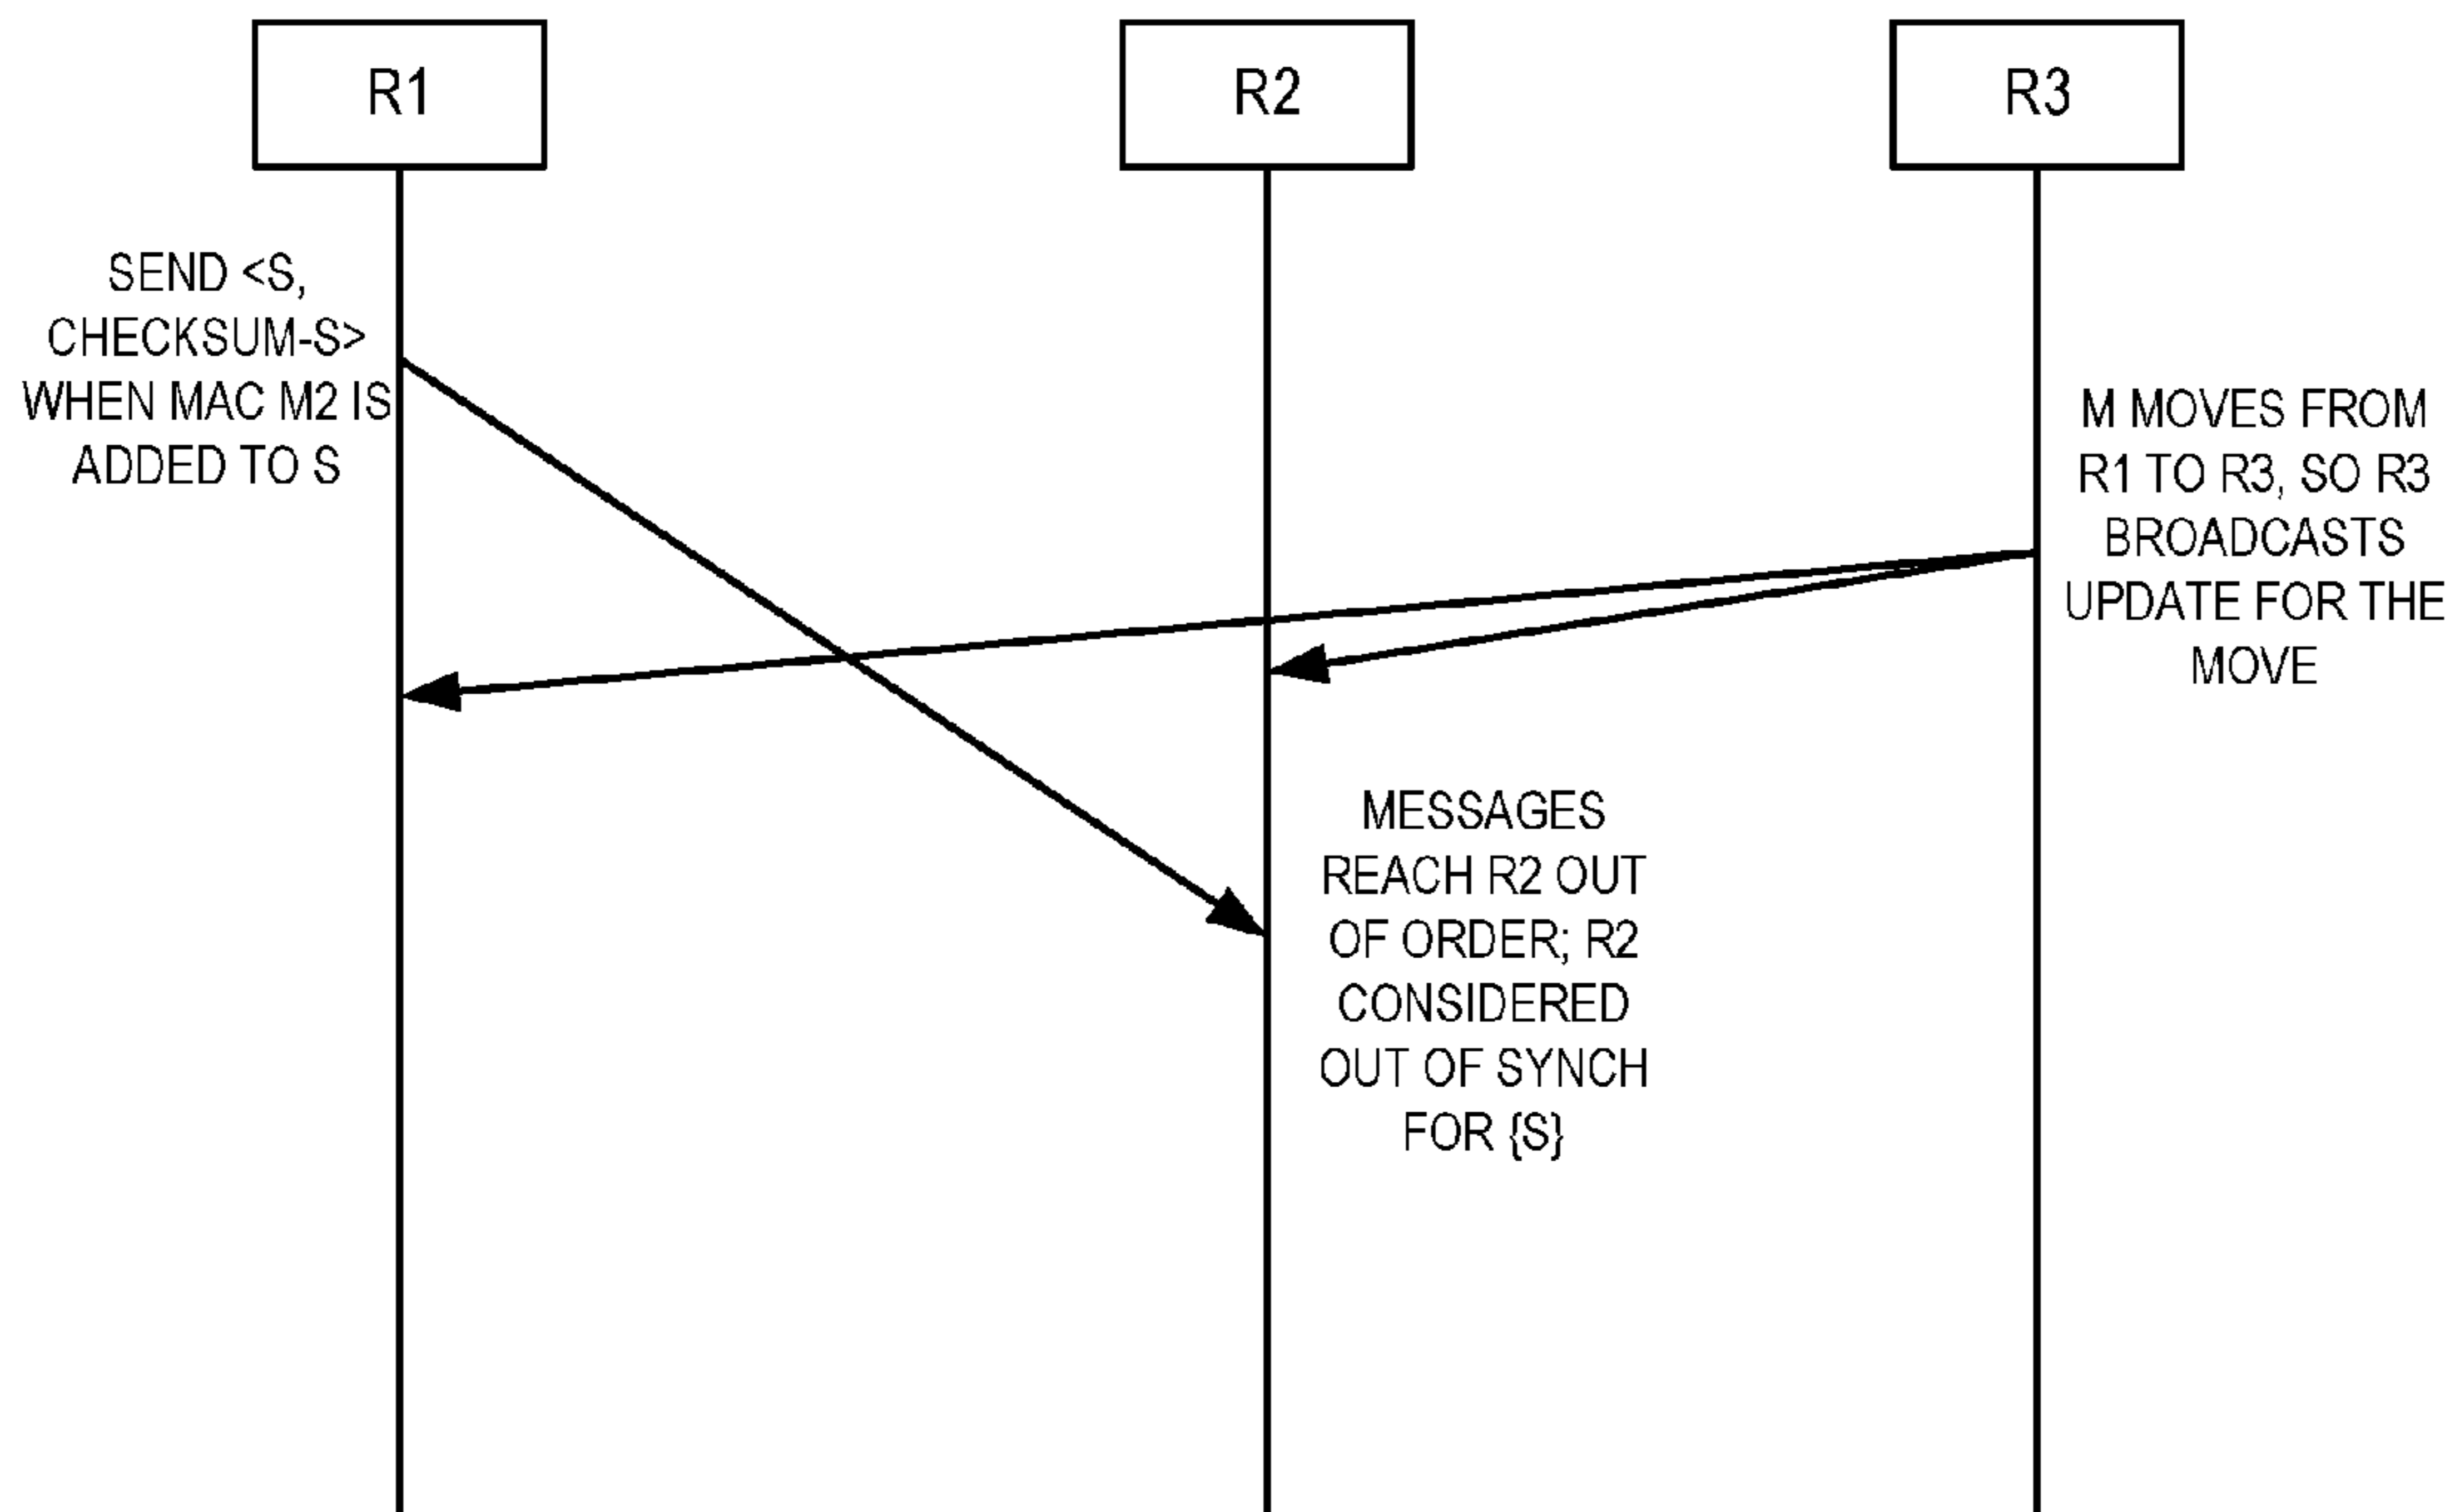 R1
R2
R3
SEND <S,
CHECKSUM-S>
WHEN MAC M2 IS
ADDED TO S
M MOVES FROM
R1 TO R3, SO R3
BROADCASTS
UPDATE FOR THE
MOVE
MESSAGES
REACH R2 OUT
OF ORDER; R2
CONSIDERED
OUT OF SYNCH
FOR {S}